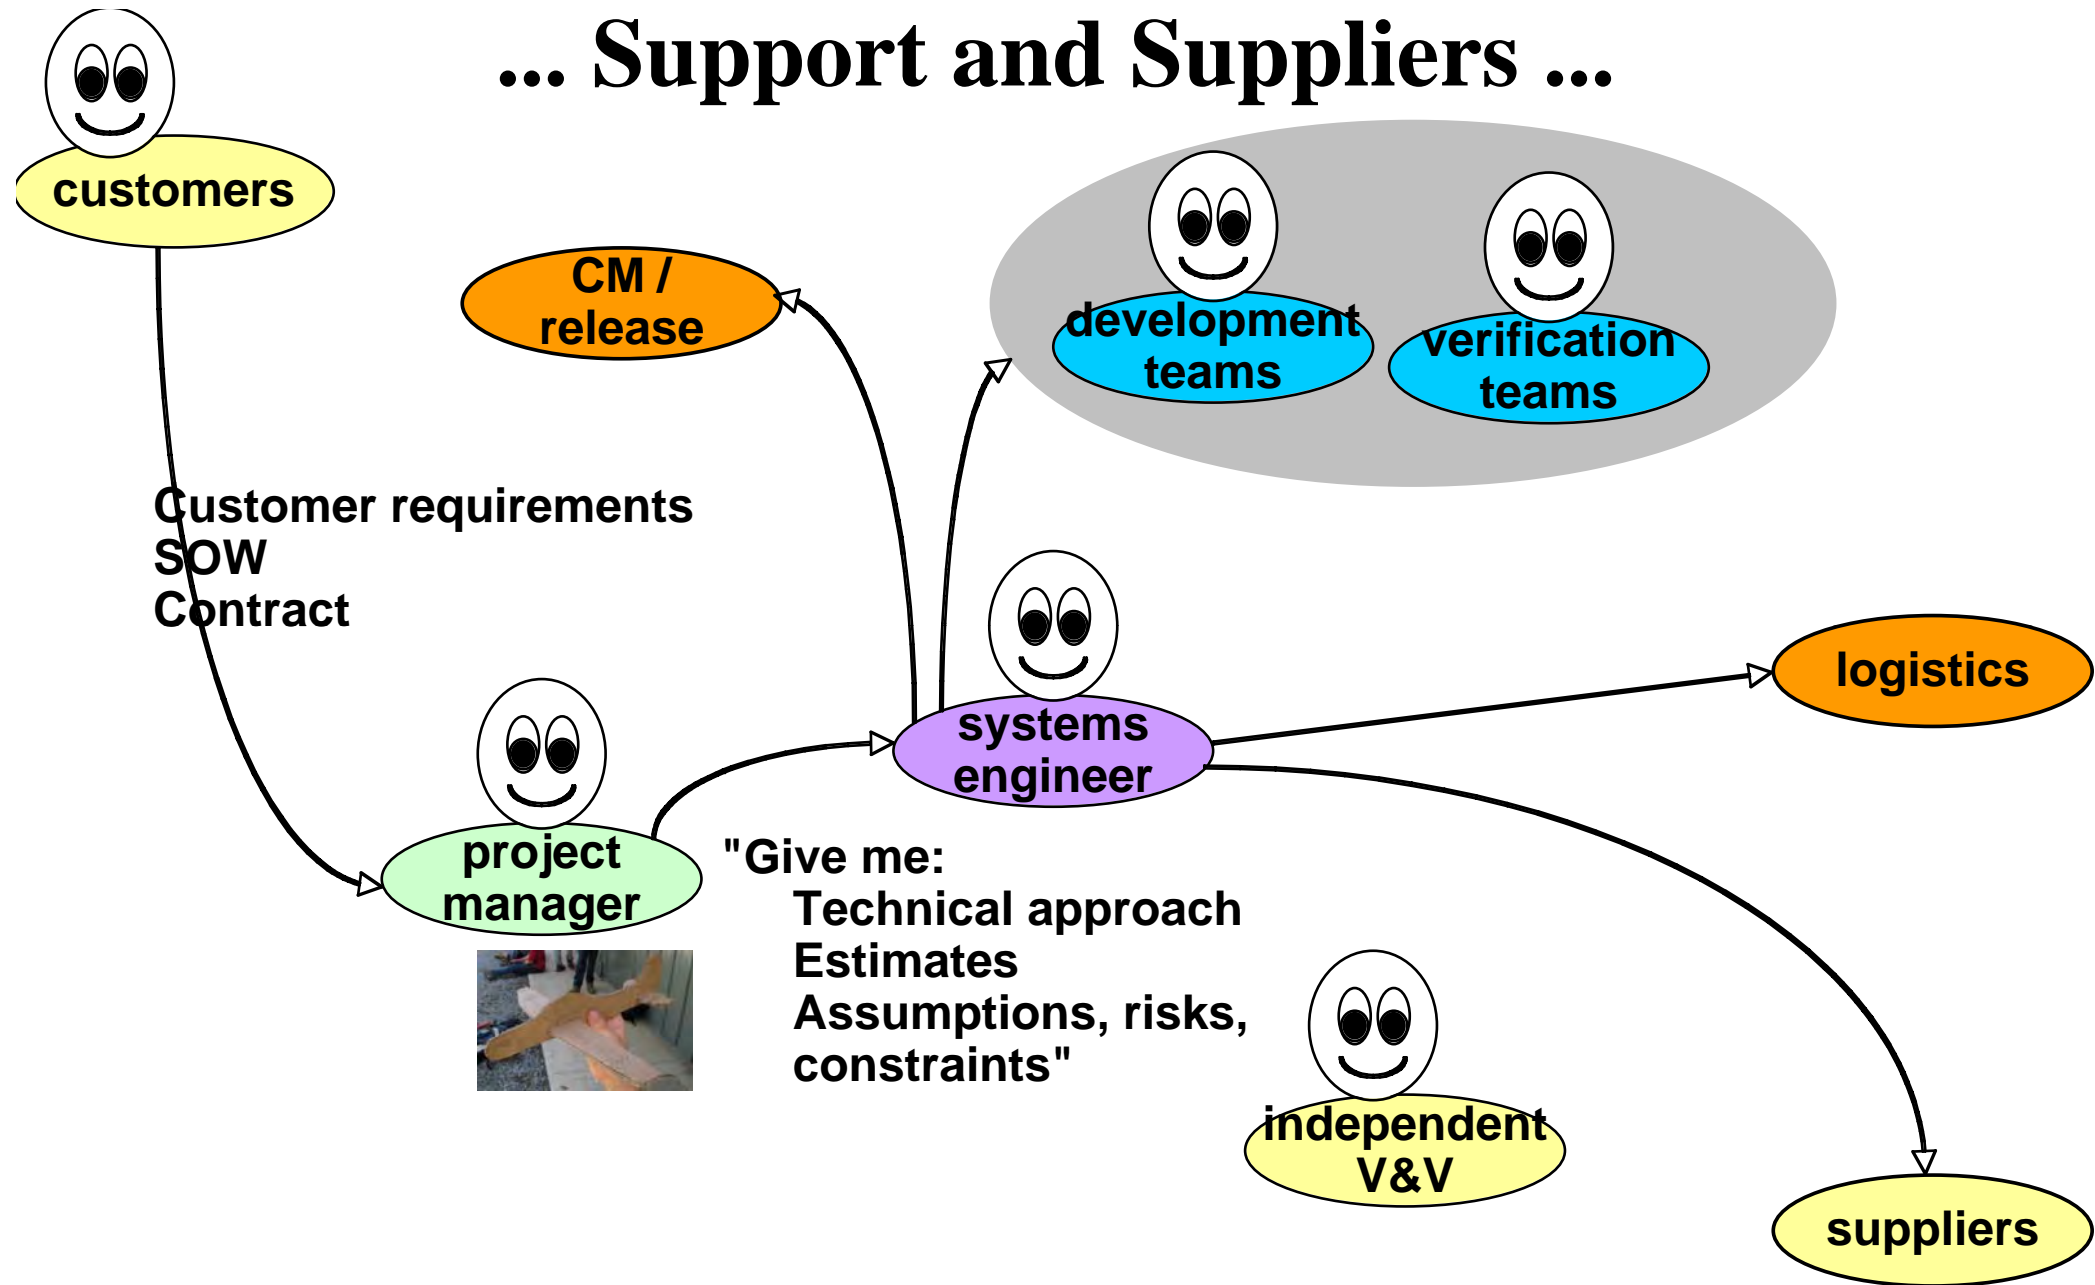 ... Support and Suppliers ...
customers
CM /
release
development
teams
verification
teams
Customer requirements
SOW
Contract
systems
engineer
logistics
project
manager
"Give me:
Technical approach
Estimates
Assumptions, risks,
constraints"
independent
V&V
suppliers